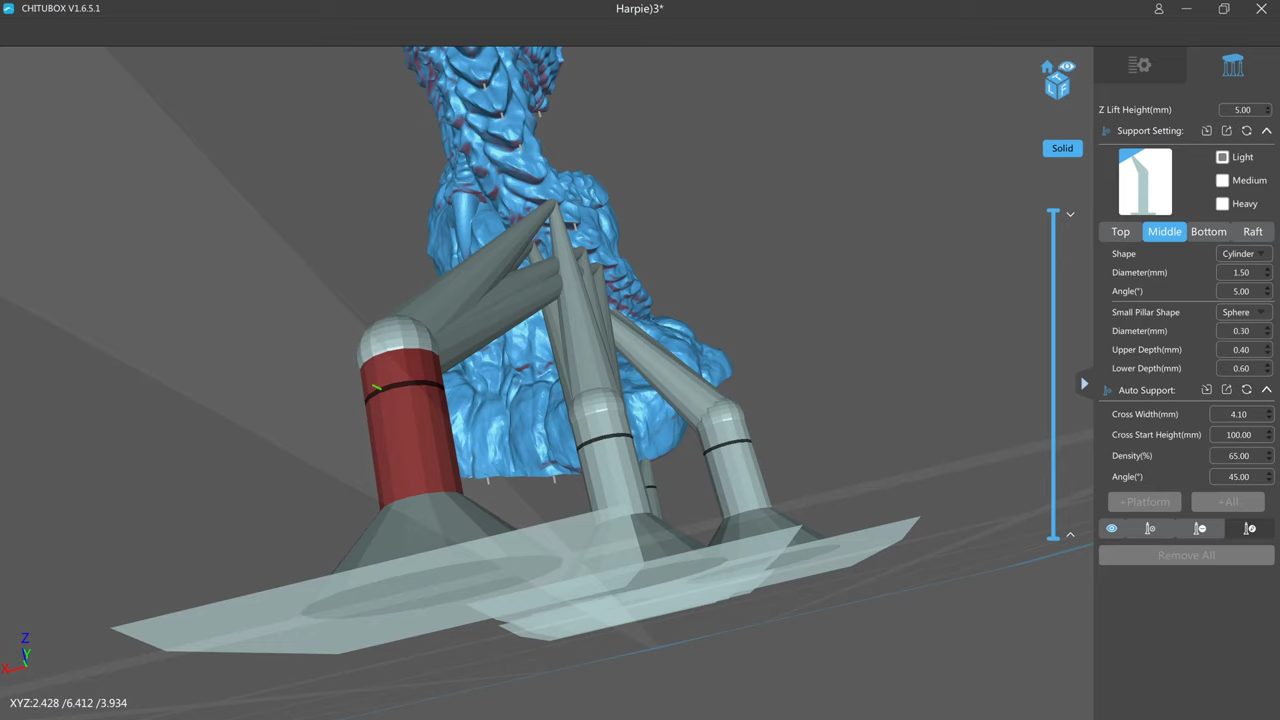 CHITUBOX V1.6.5.1
Harpie)3*
Z Lift Height(mm) 5.00
Support Setting:
Light
Medium
Heavy
Top Middle Bottom Raft
Shape Cylinder
Diameter(mm) 1.50
Angle(°) 5.00
Small Pillar Shape Sphere
Diameter(mm) 0.30
Upper Depth(mm) 0.40
Lower Depth(mm) 0.60
Auto Support:
Cross Width(mm) 4.10
Cross Start Height(mm) 100.00
Density(%) 65.00
Angle(°) 45.00
+Platform +All
Remove All
Solid
T
L F
Z
Y
X
XYZ:2.428 /6.412 /3.934